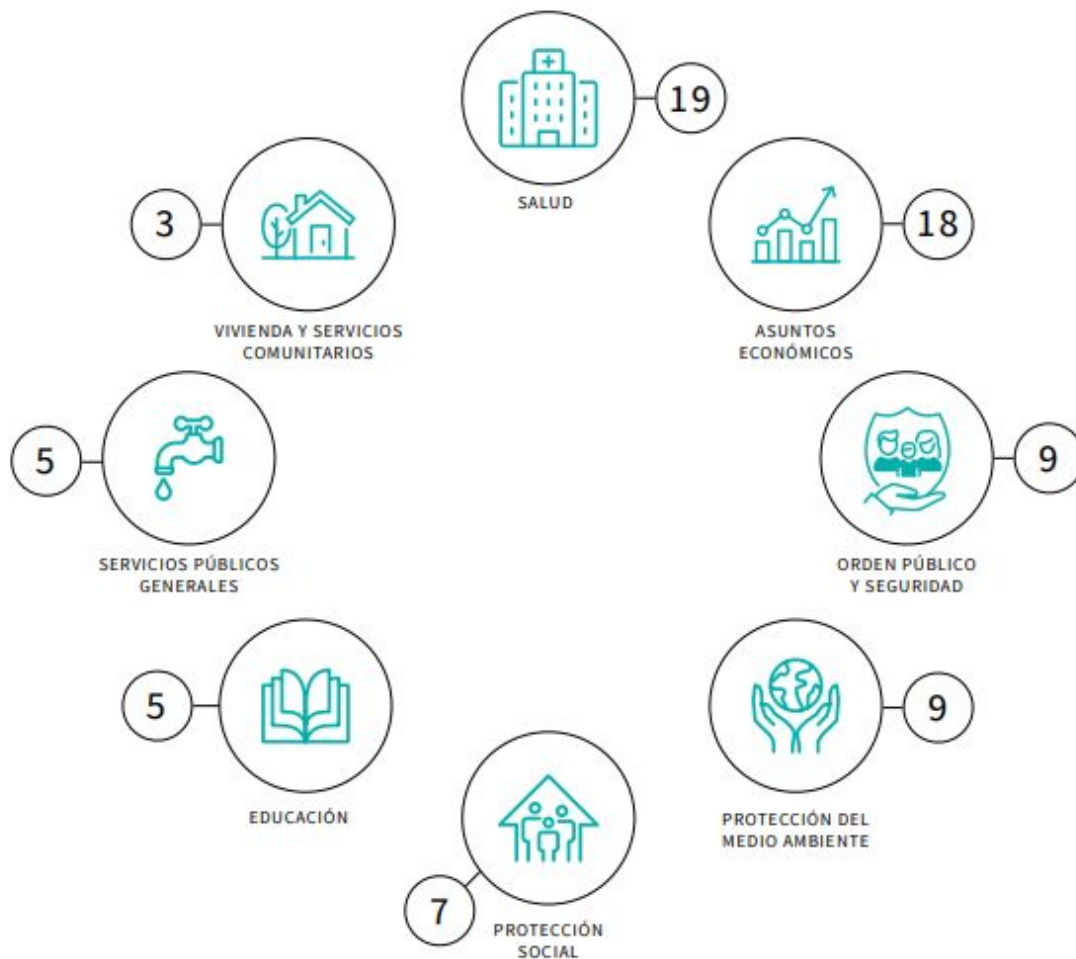 19
SALUD
3
VIVIENDA Y SERVICIOS
COMUNITARIOS
18
ASUNTOS
ECONÓMICOS
5
SERVICIOS PÚBLICOS
GENERALES
9
ORDEN PÚBLICO
Y SEGURIDAD
5
EDUCACIÓN
9
PROTECCIÓN DEL
MEDIO AMBIENTE
7
PROTECCIÓN
SOCIAL